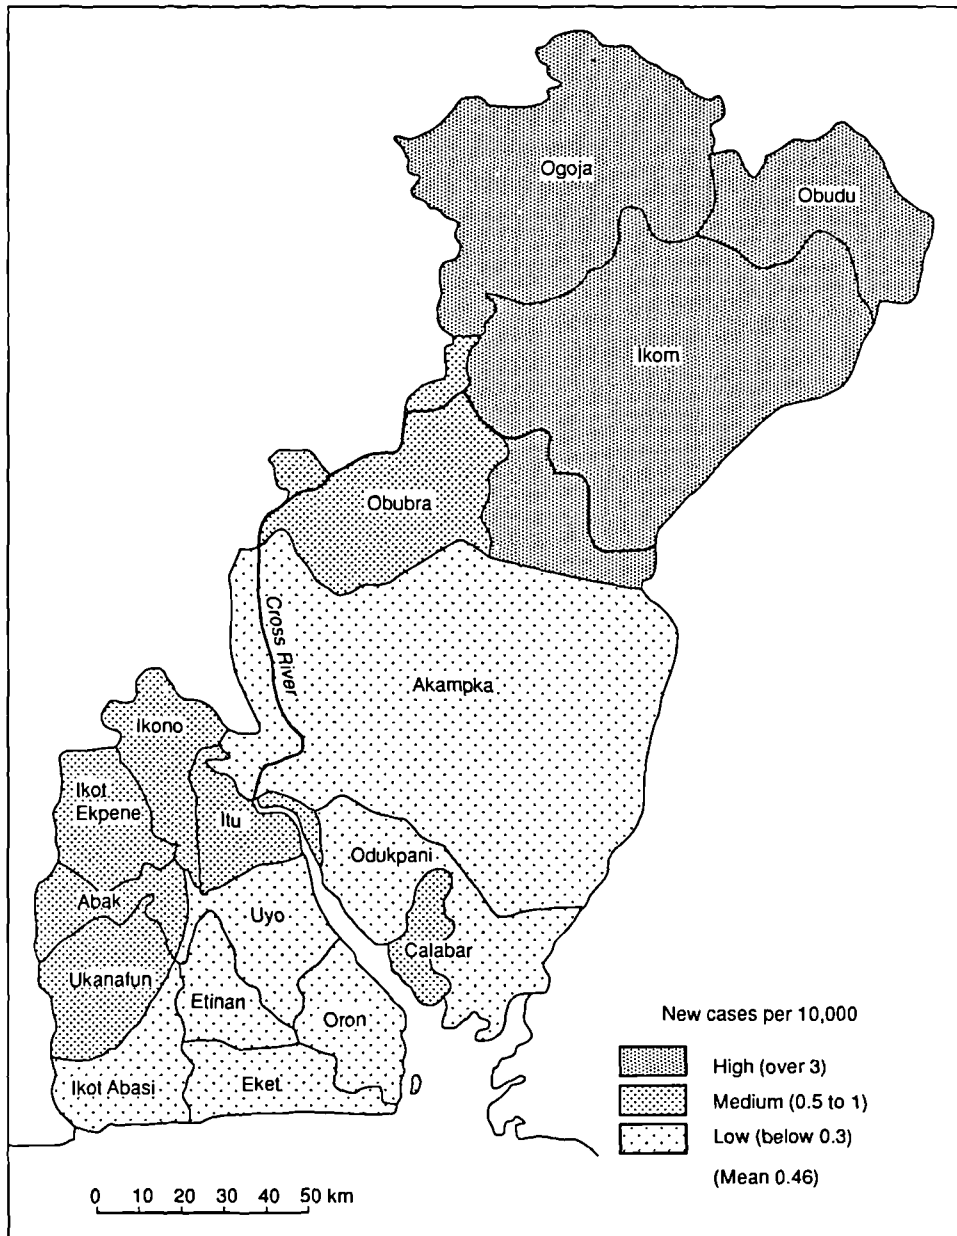 Ogoja
Obudu
Ikom
Obubra
Cross River
Akampka
Ikono
Ikot
Ekpene
Itu
Odukpani
Abak
Uyo
Calabar
Ukanafun
Etinan
Oron
Ikot Abasi
Eket
New cases per 10,000
High (over 3)
Medium (0.5 to 1)
Low (below 0.3)
(Mean 0.46)
0 10 20 30 40 50 km